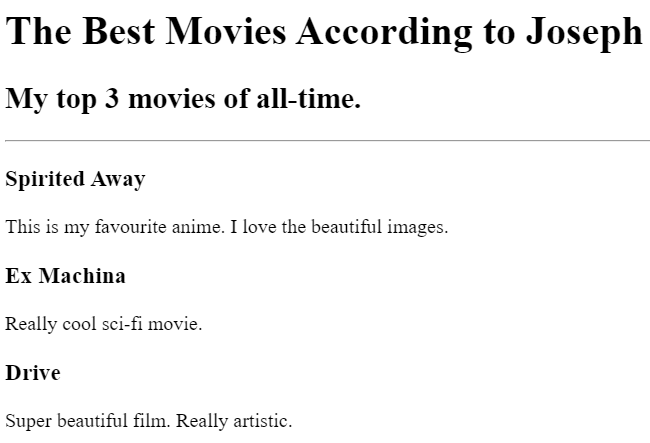 The Best Movies According to Joseph
My top 3 movies of all-time.
Spirited Away
This is my favourite anime. I love the beautiful images.
Ex Machina
Really cool sci-fi movie.
Drive
Super beautiful film. Really artistic.